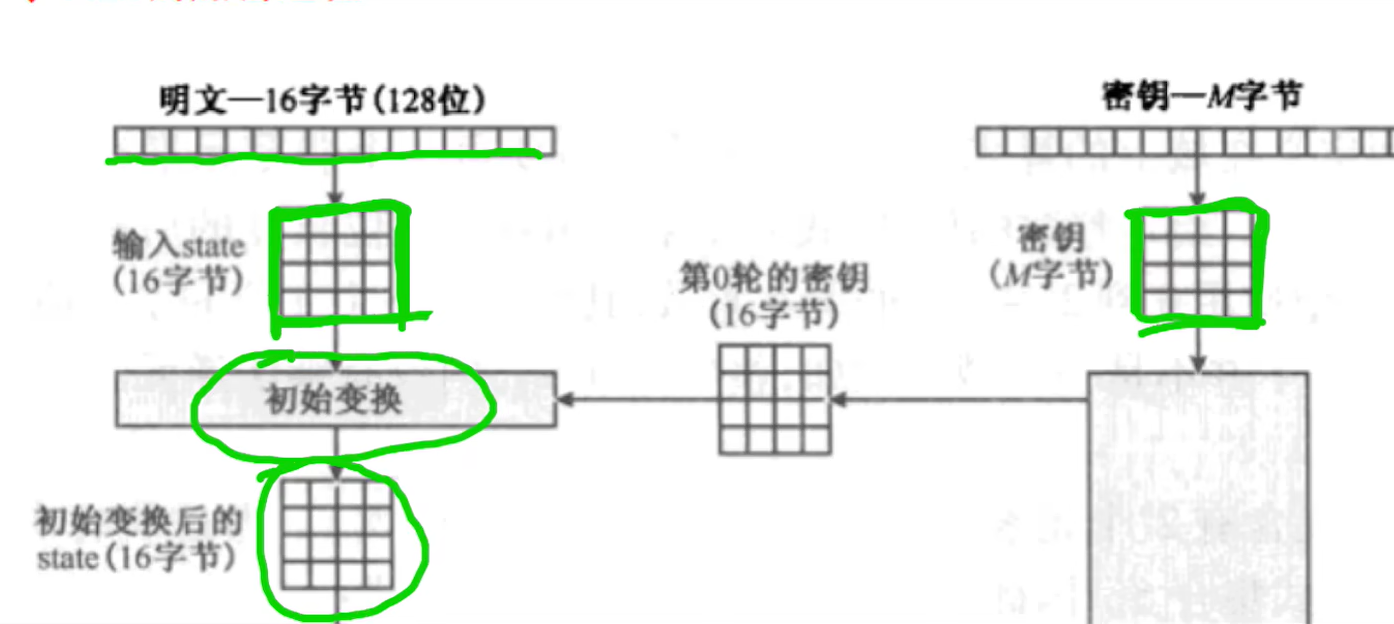 明文—16字节(128位)
密钥—M字节
输入state
(16字节)
密钥
(M字节)
第0轮的密钥
(16字节)
初始变换
初始变换后的
state(16字节)